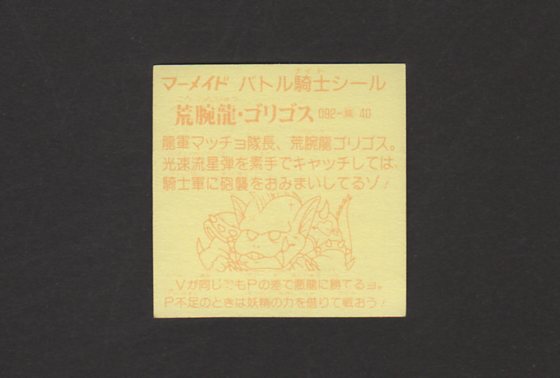 マーメイド バトル騎士シール
荒腕龍・ゴリゴス 092-
龍軍マッチョ隊長、荒腕龍ゴリゴス。
光速流星弾を素手でキャッチしては、
騎士軍に砲襲をおみまいしてるゾ!
Vが同じでもPの差で悪龍に勝てるョ。
P不足のときは妖精の力を借りて戦おう!